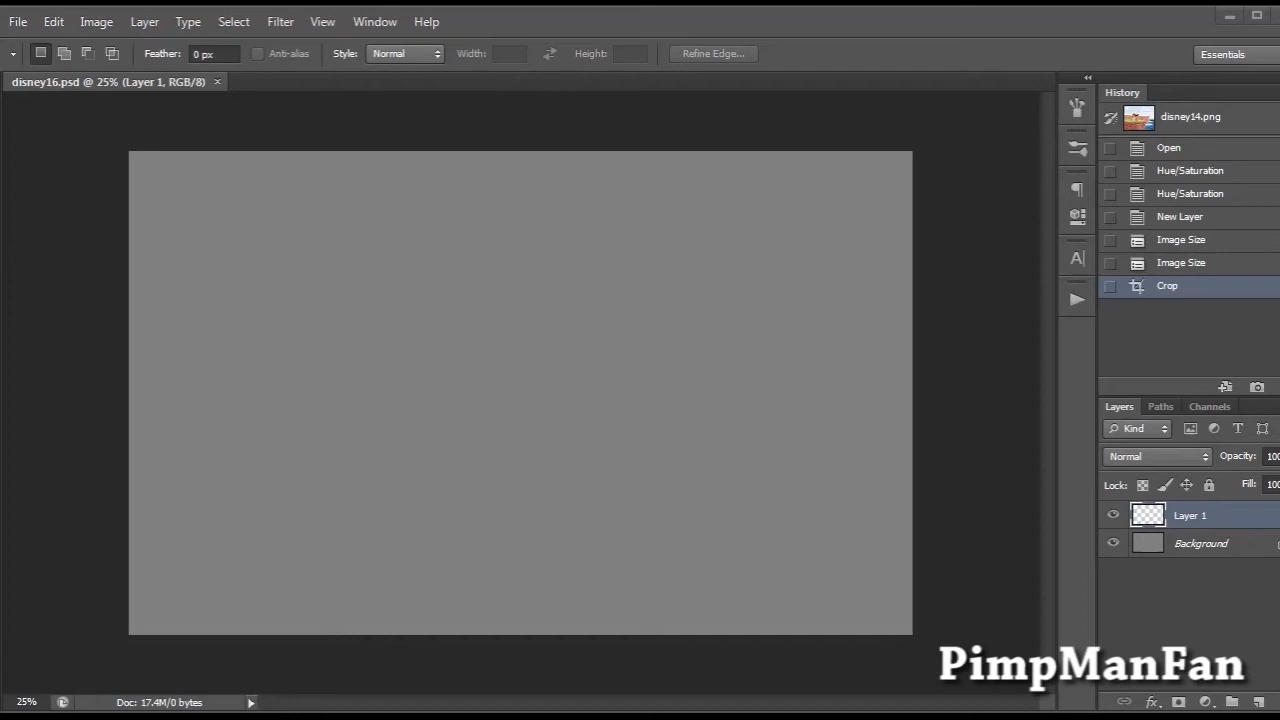 File Edit Image Layer Type Select Filter View Window Help
Feather: 0 px Anti-alias Style: Normal Width: Height: Refine Edge... Essentials
disney16.psd @ 25% (Layer 1, RGB/8) ×
History
disney14.png
Open
Hue/Saturation
Hue/Saturation
New Layer
Image Size
Image Size
Crop
Layers Paths Channels
Kind
Normal Opacity: 100
Lock: Fill: 100
Layer 1
Background
PimpManFan
25% Doc: 17.4M/0 bytes fx.